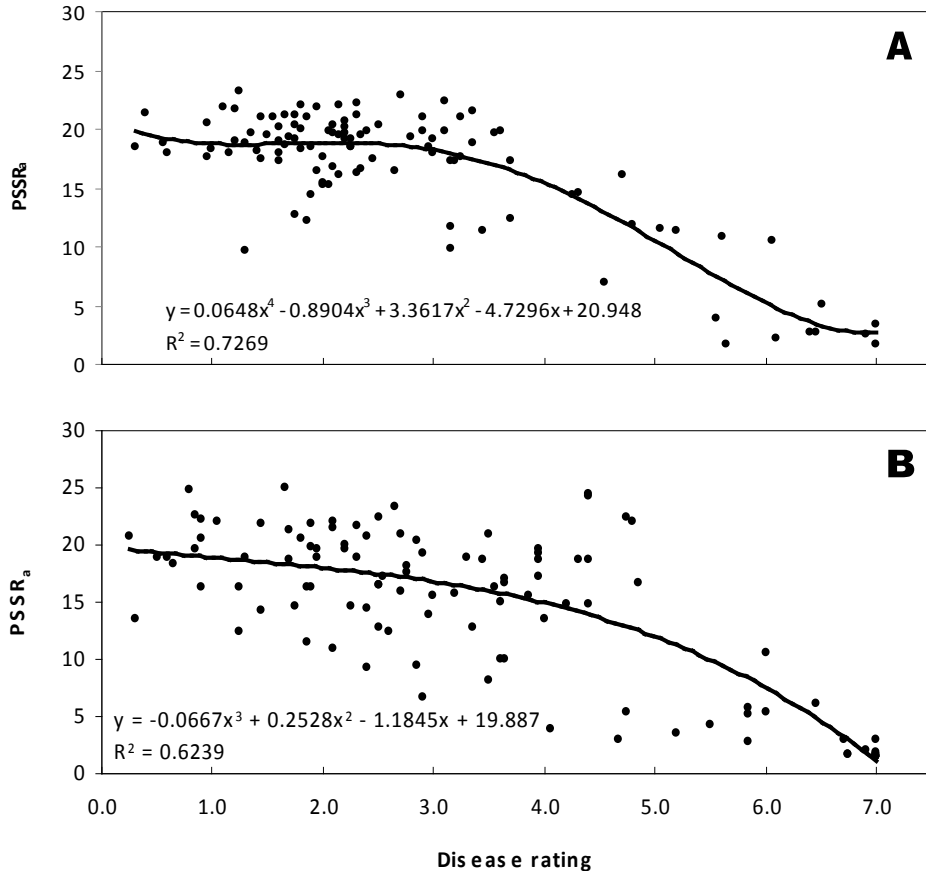 30
A
25
20
15
10
5
0
PSSRa
y = 0.0648x⁴ - 0.8904x³ + 3.3617x² - 4.7296x + 20.948
R² = 0.7269
30
B
25
20
15
10
5
0
PSSRₐ
y = -0.0667x³ + 0.2528x² - 1.1845x + 19.887
R² = 0.6239
0.0 1.0 2.0 3.0 4.0 5.0 6.0 7.0
Disease rating